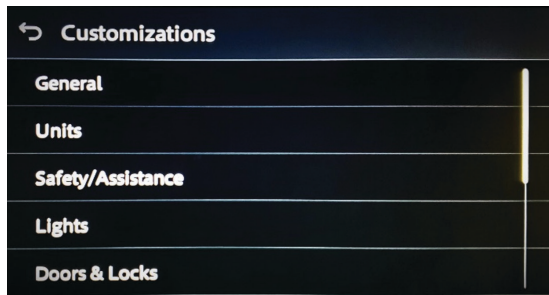 Customizations
General
Units
Safety/Assistance
Lights
Doors & Locks